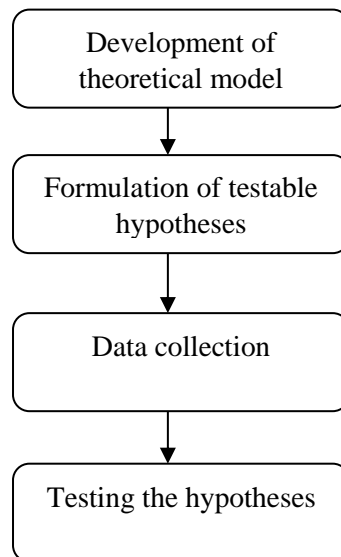 Development of
theoretical model
Formulation of testable
hypotheses
Data collection
Testing the hypotheses